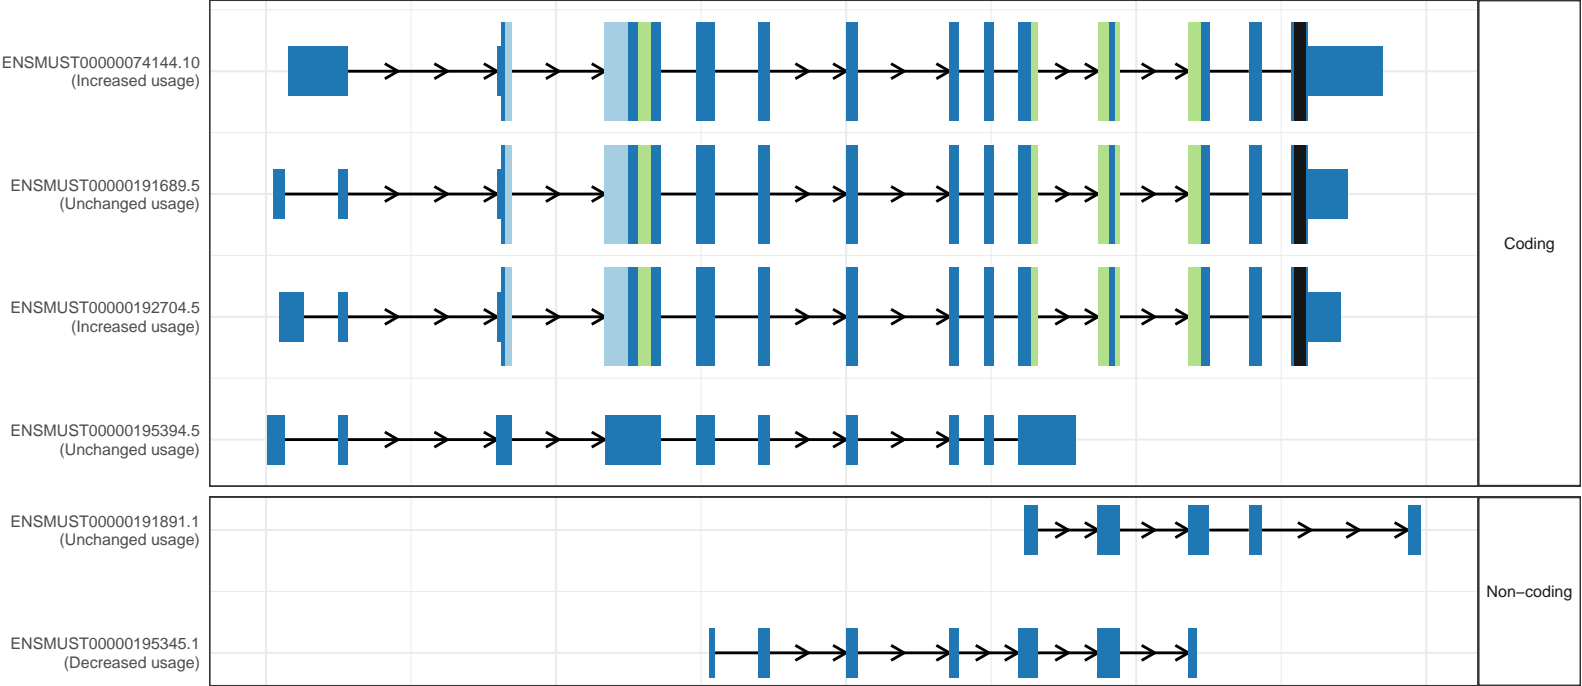 ENSMUST00000074144.10
(Increased usage)
ENSMUST00000191689.5
(Unchanged usage)
ENSMUST00000192704.5
(Increased usage)
ENSMUST00000195394.5
(Unchanged usage)
Coding
ENSMUST00000191891.1
(Unchanged usage)
ENSMUST00000195345.1
(Decreased usage)
Non−coding